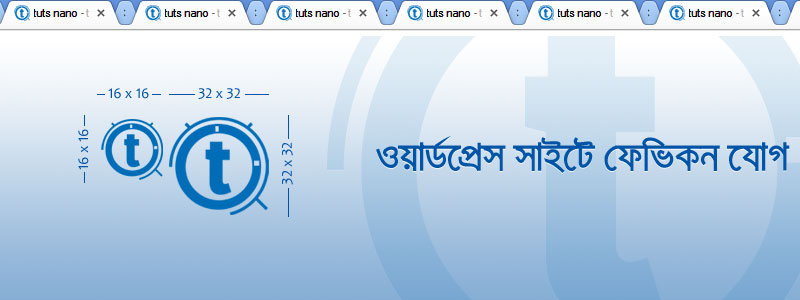 tuts nano - t tuts nano - t tuts nano - t tuts nano - t tuts nano - t tuts nano - t
16 x 16 32 x 32
16 x 16
t
t
32 x 32
ওয়ার্ডপ্রেস সাইটে ফেভিকন যোগ